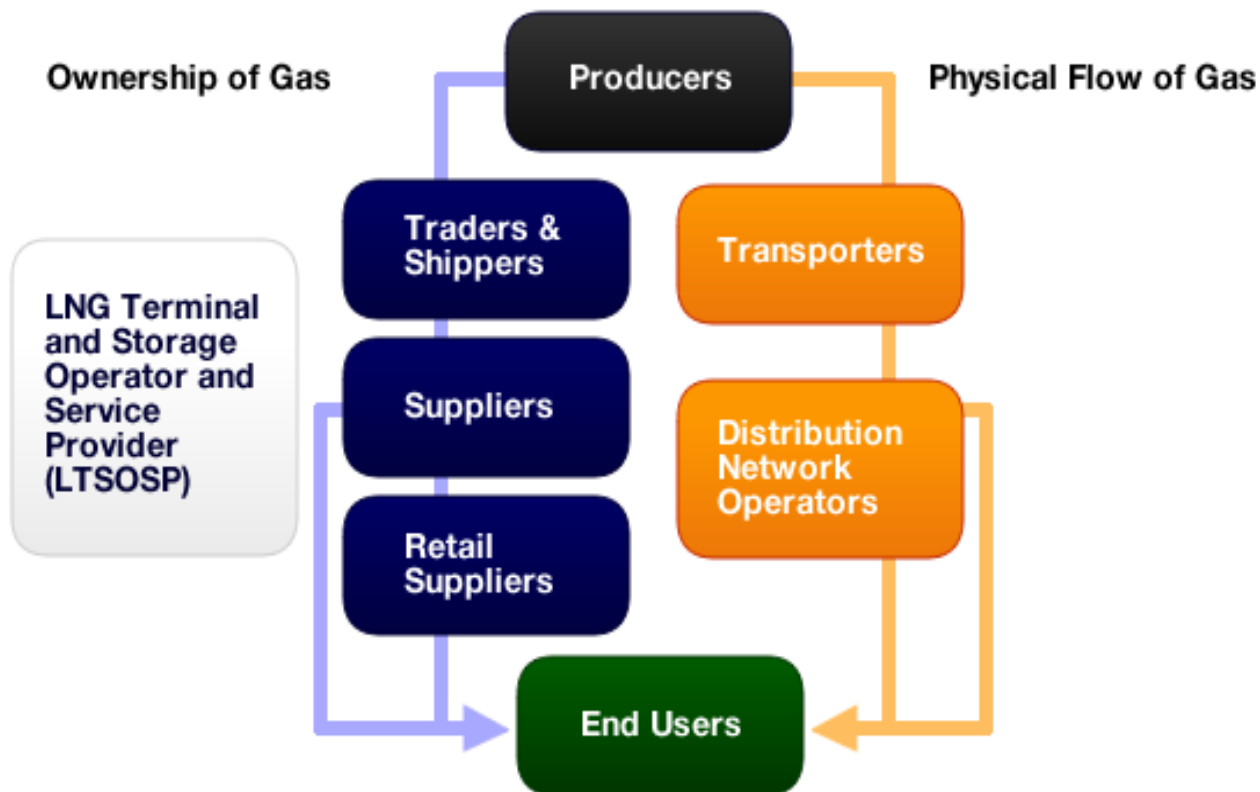 Ownership of Gas
Producers
Physical Flow of Gas
Traders &
Shippers
Transporters
LNG Terminal
and Storage
Operator and
Service
Provider
(LTSOSP)
Suppliers
Distribution
Network
Operators
Retail
Suppliers
End Users